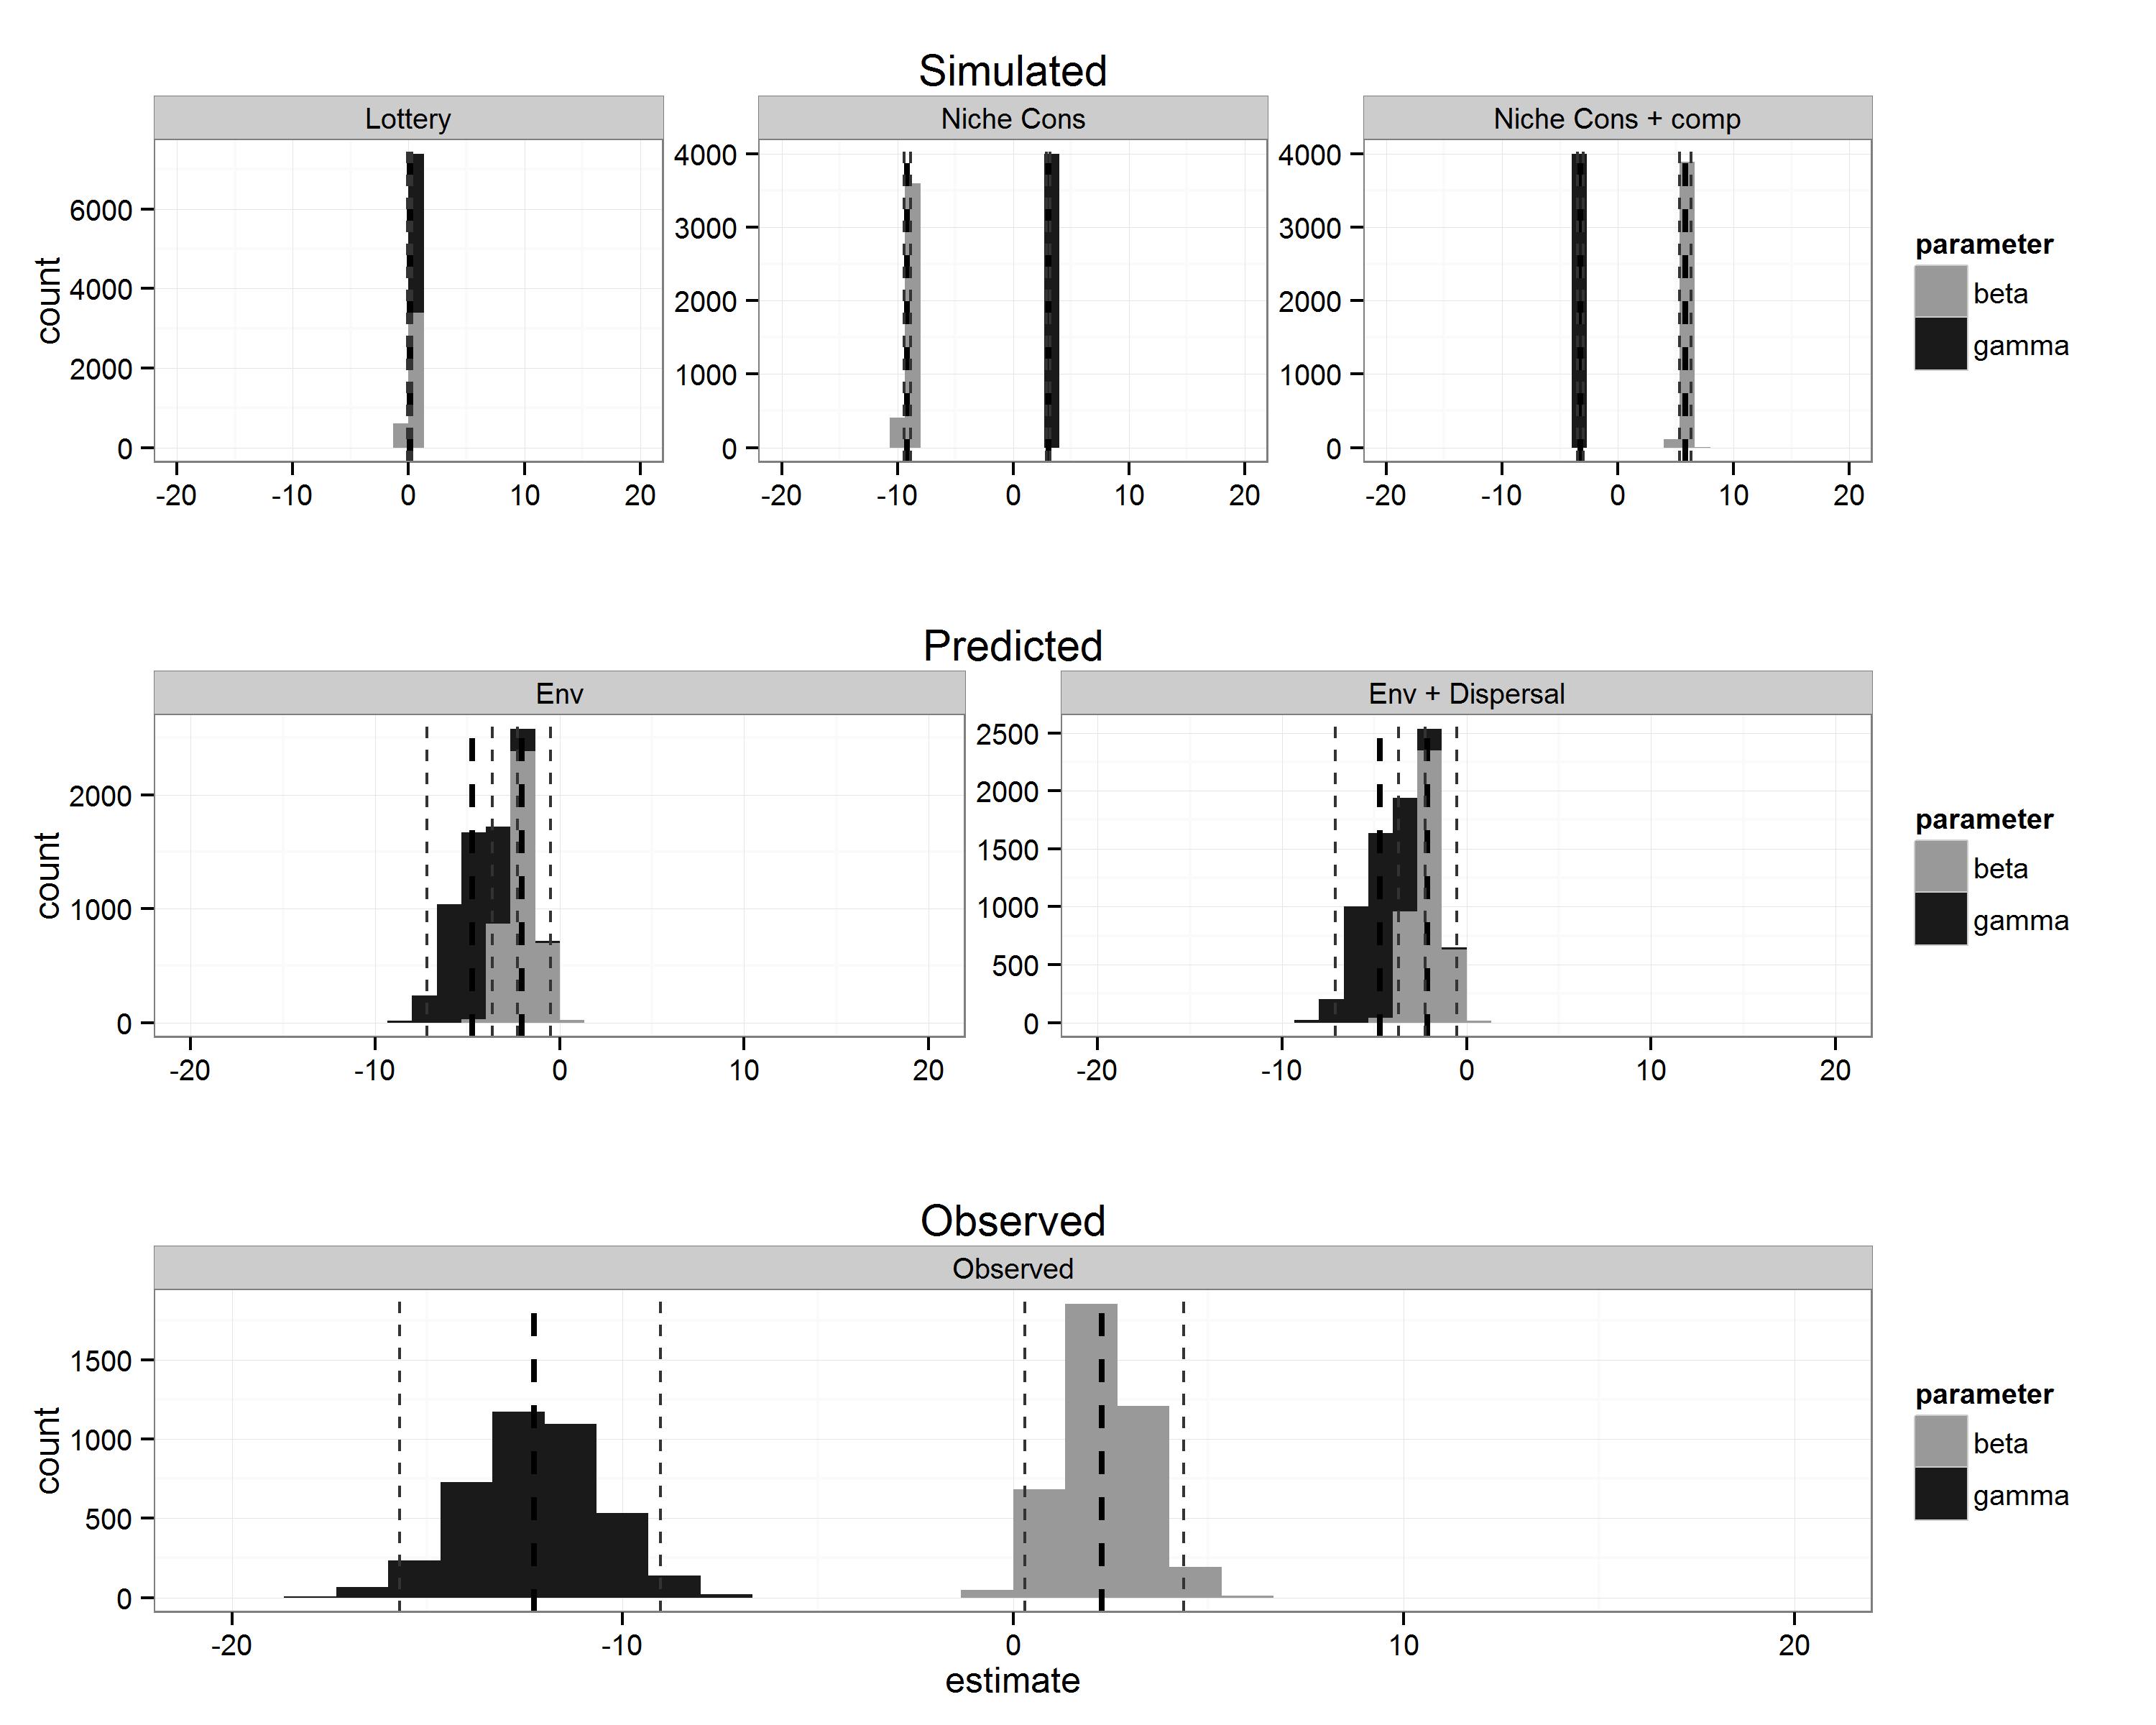 Simulated
Lottery Niche Cons Niche Cons + comp
count
6000
4000
2000
0
4000
3000
2000
1000
0
4000
3000
2000
1000
0
-20 -10 0 10 20
-20 -10 0 10 20
-20 -10 0 10 20
parameter
beta
gamma
Predicted
Env Env + Dispersal
count
2000
1000
0
2500
2000
1500
1000
500
0
-20 -10 0 10 20
-20 -10 0 10 20
parameter
beta
gamma
Observed
Observed
count
1500
1000
500
0
-20 -10 0 10 20
estimate
parameter
beta
gamma